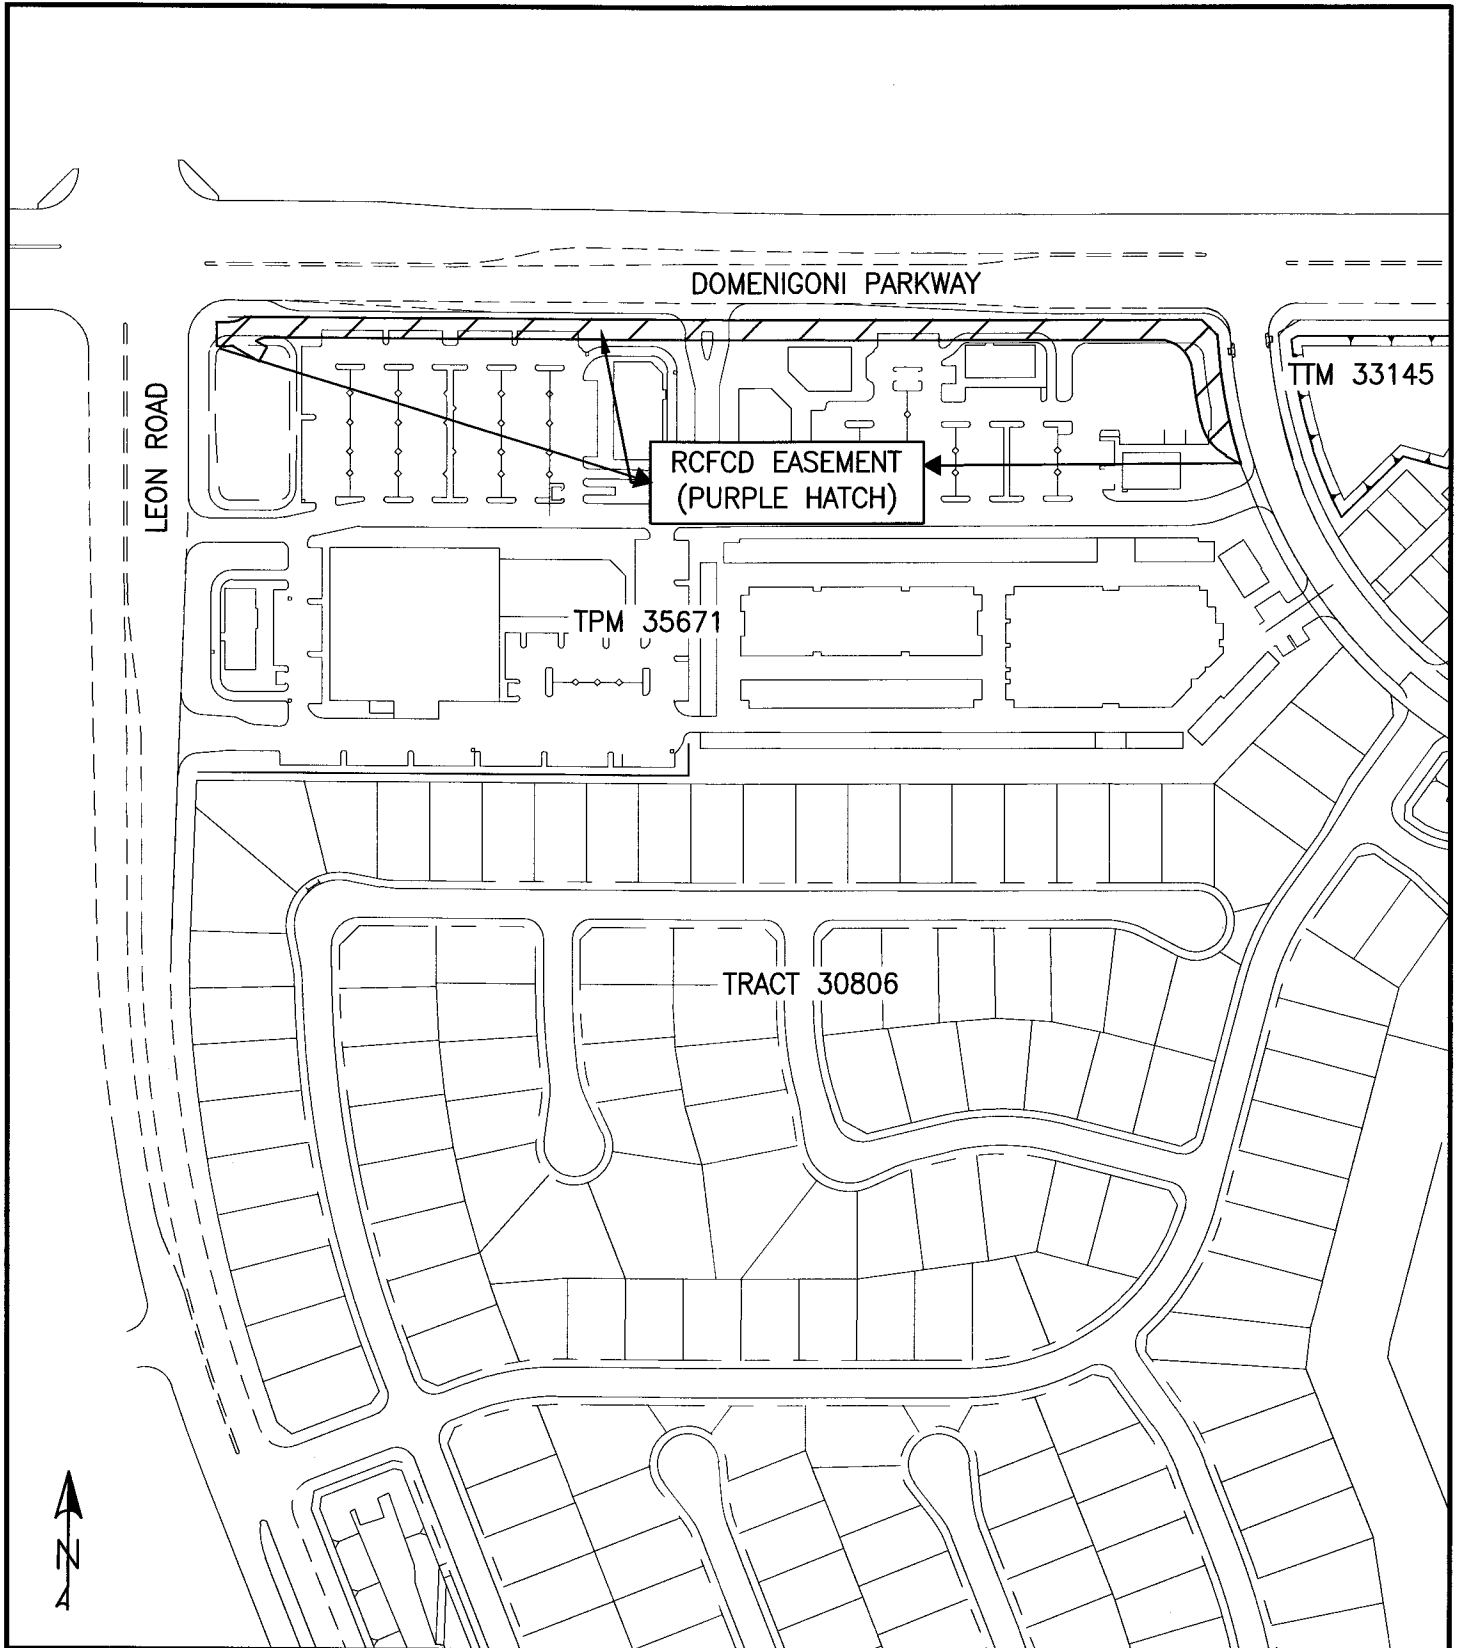 DOMENIGONI PARKWAY
TTM 33145
LEON ROAD
RCFCD EASEMENT
(PURPLE HATCH)
TPM 35671
TRACT 30806
N